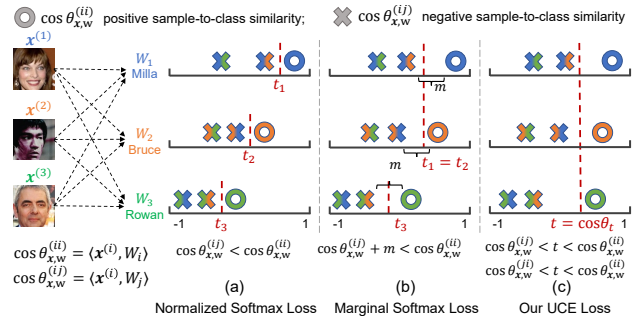 cos θ_{x,w}^{(ii)} positive sample-to-class similarity; cos θ_{x,w}^{(ij)} negative sample-to-class similarity
x^{(1)}
W_1
Milla
t_1
m
x^{(2)}
W_2
Bruce
t_2
m
t_1 = t_2
x^{(3)}
W_3
Rowan
t_3
t_3
t = cosθ_t
-1 1
-1 1
-1 1
cos θ_{x,w}^{(ii)} = ⟨x^{(i)}, W_i⟩
cos θ_{x,w}^{(ij)} = ⟨x^{(i)}, W_j⟩
cos θ_{x,w}^{(ij)} < cos θ_{x,w}^{(ii)}
cos θ_{x,w}^{(ij)} + m < cos θ_{x,w}^{(ii)}
cos θ_{x,w}^{(ij)} < t < cos θ_{x,w}^{(ii)}
cos θ_{x,w}^{(ji)} < t < cos θ_{x,w}^{(ii)}
(a) (b) (c)
Normalized Softmax Loss Marginal Softmax Loss Our UCE Loss